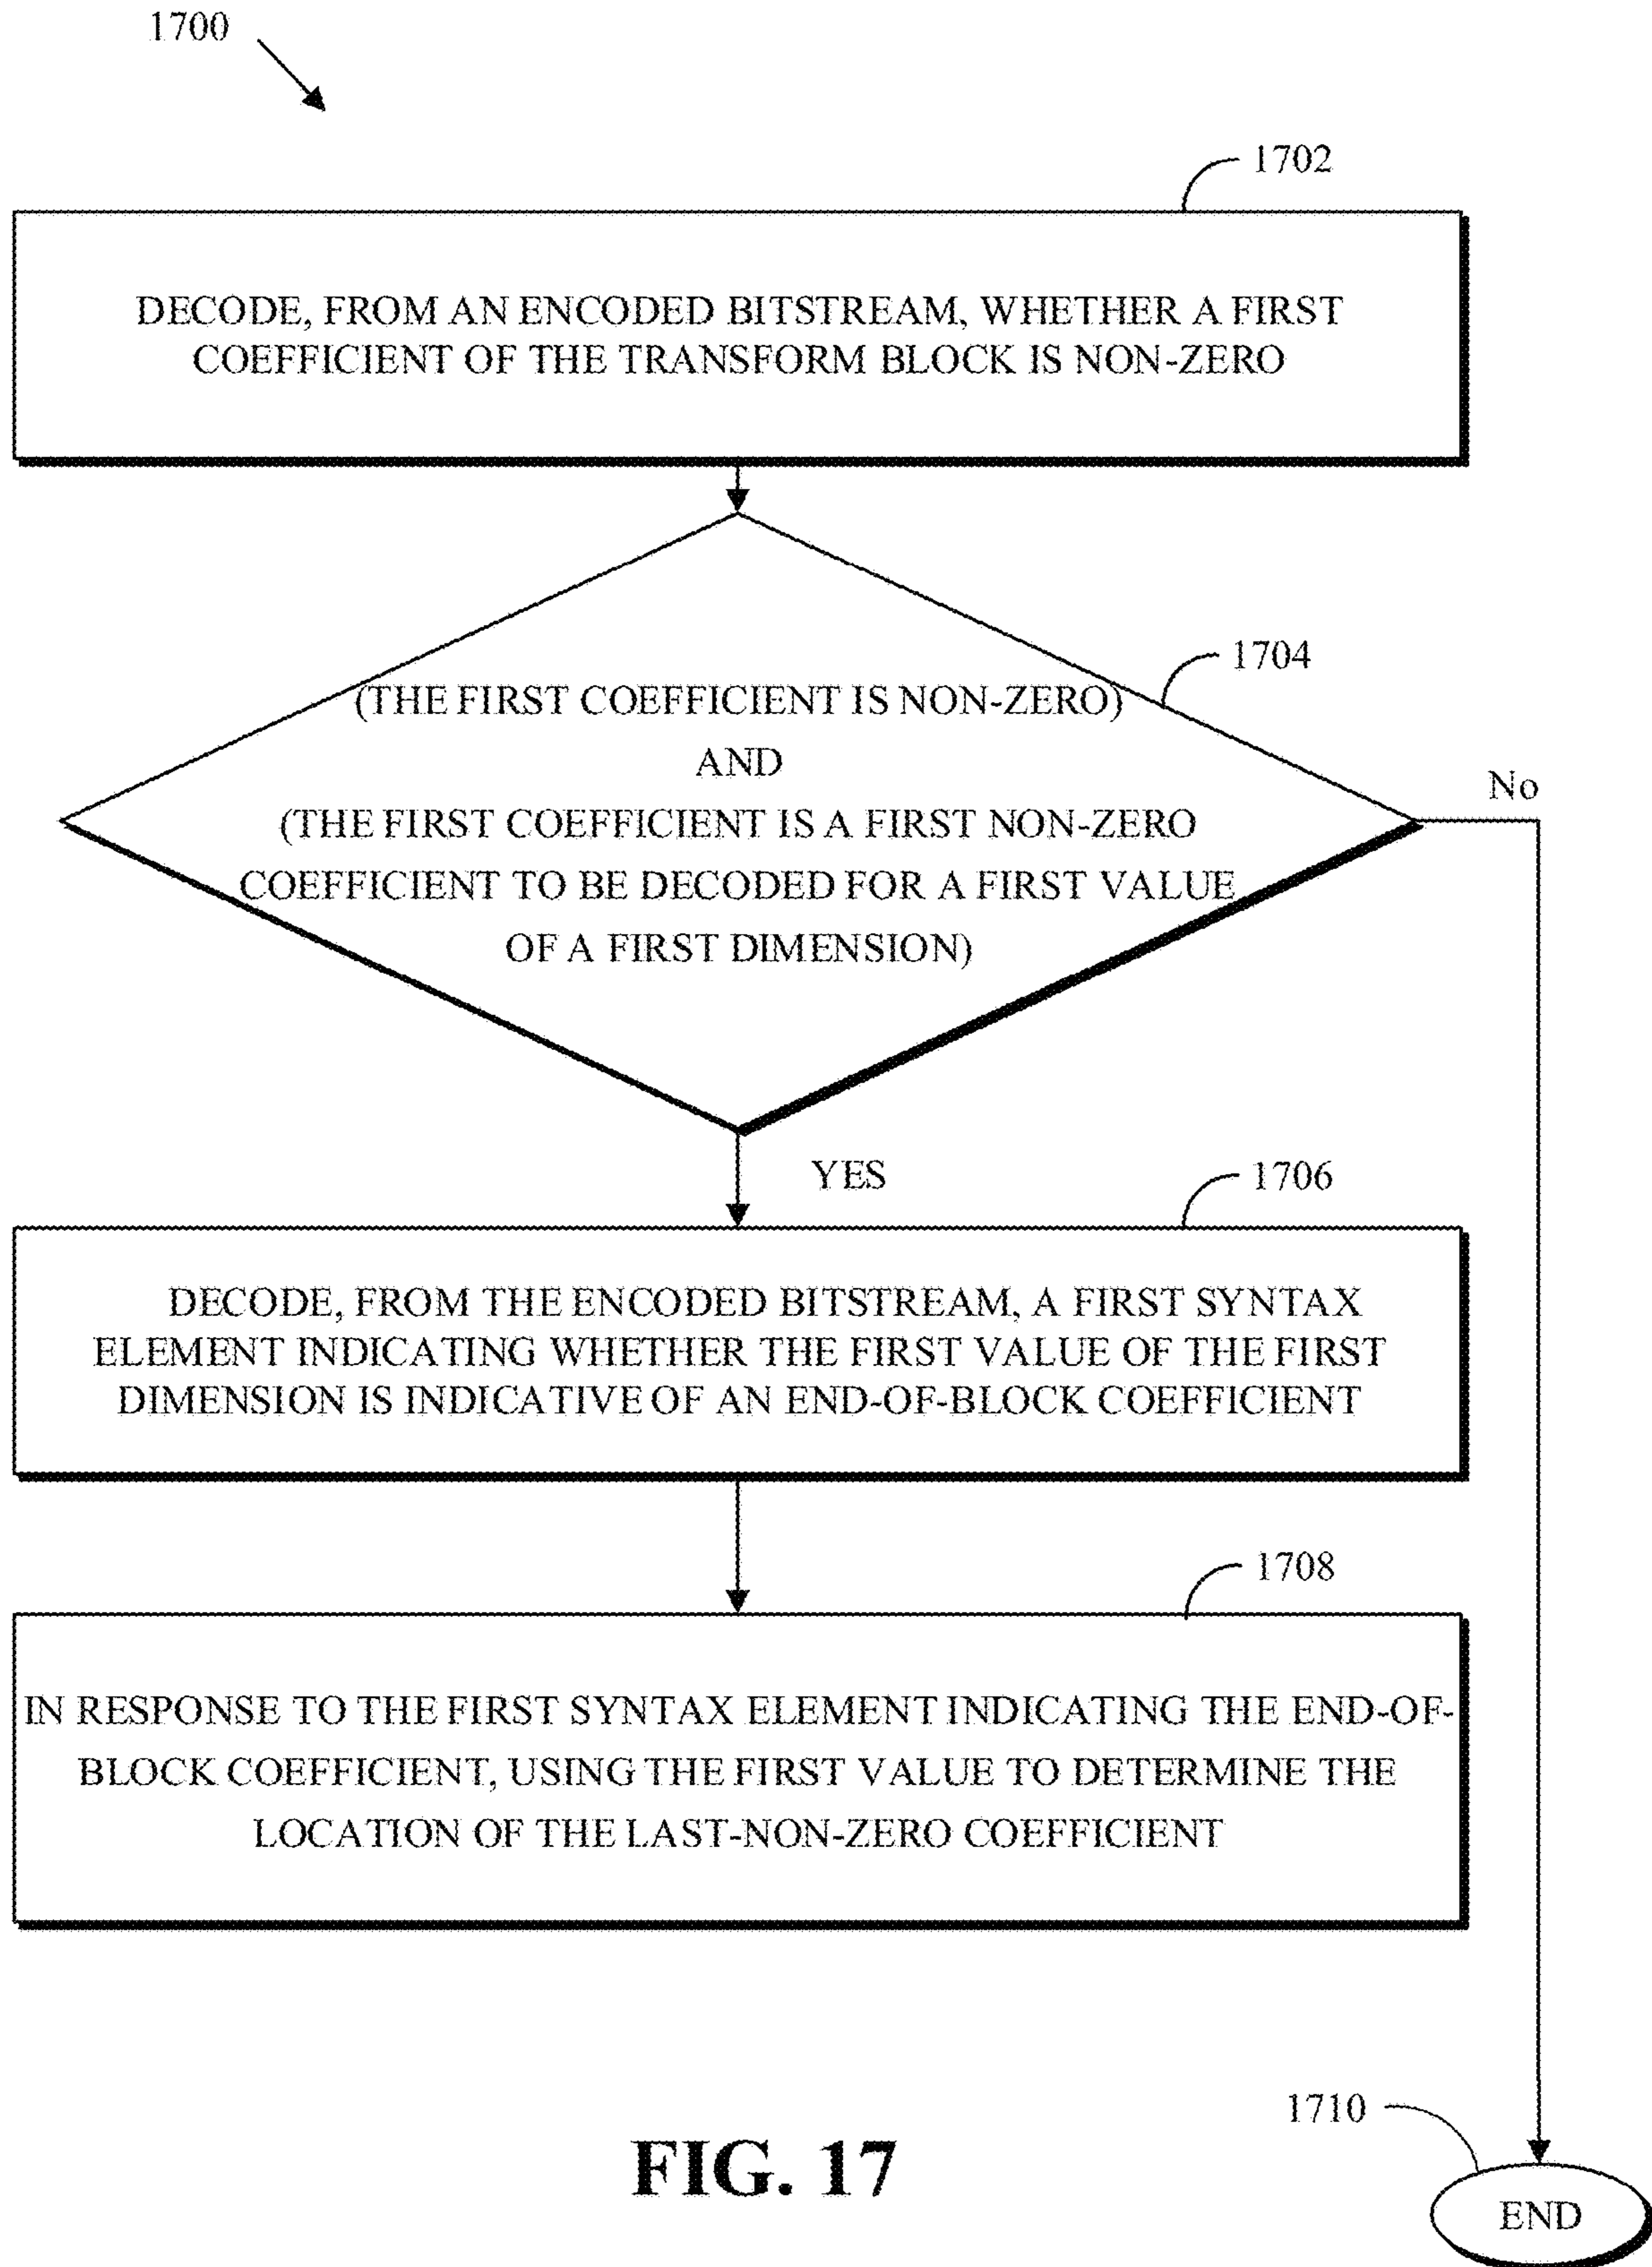 1700
1702
DECODE, FROM AN ENCODED BITSTREAM, WHETHER A FIRST
COEFFICIENT OF THE TRANSFORM BLOCK IS NON-ZERO
1704
(THE FIRST COEFFICIENT IS NON-ZERO)
AND
(THE FIRST COEFFICIENT IS A FIRST NON-ZERO
COEFFICIENT TO BE DECODED FOR A FIRST VALUE
OF A FIRST DIMENSION)
No
YES
1706
DECODE, FROM THE ENCODED BITSTREAM, A FIRST SYNTAX
ELEMENT INDICATING WHETHER THE FIRST VALUE OF THE FIRST
DIMENSION IS INDICATIVE OF AN END-OF-BLOCK COEFFICIENT
1708
IN RESPONSE TO THE FIRST SYNTAX ELEMENT INDICATING THE END-OF-
BLOCK COEFFICIENT, USING THE FIRST VALUE TO DETERMINE THE
LOCATION OF THE LAST-NON-ZERO COEFFICIENT
1710
END
FIG. 17